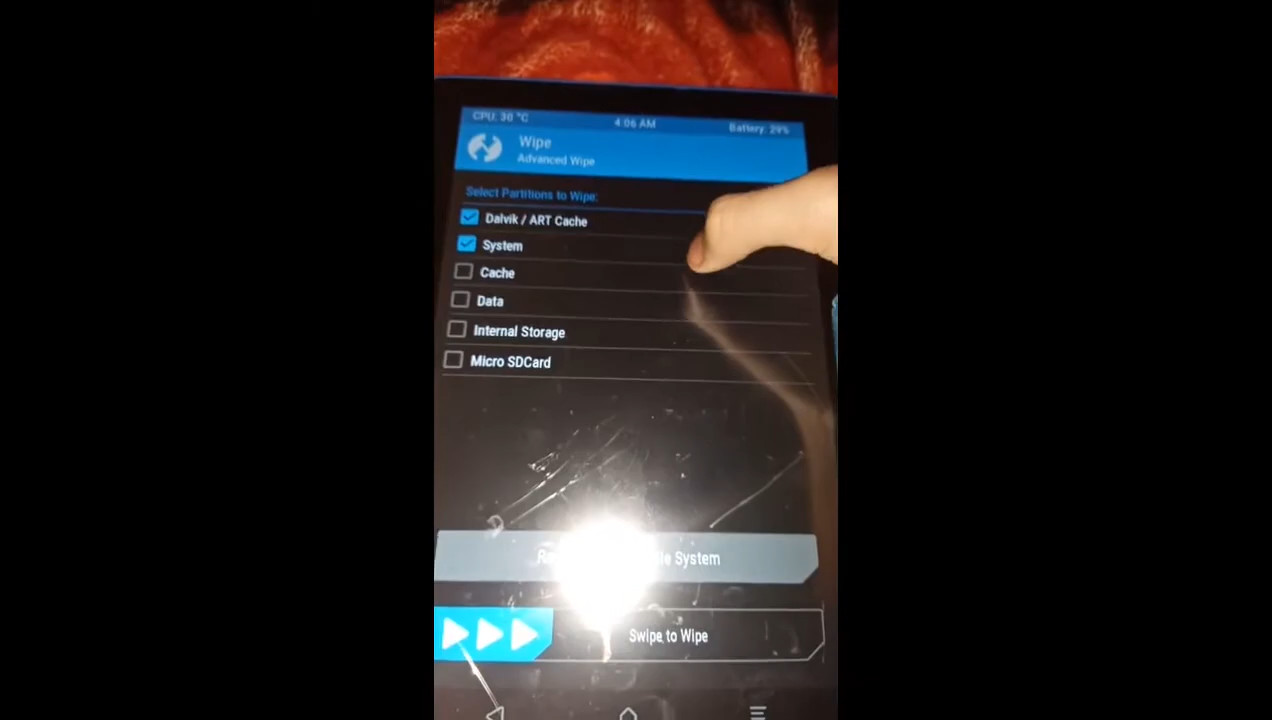 CPU: 30 °C
4:06 AM
Battery: 29%
Wipe
Advanced Wipe
Select Partitions to Wipe:
Dalvik / ART Cache
System
Cache
Data
Internal Storage
Micro SDCard
System
Swipe to Wipe